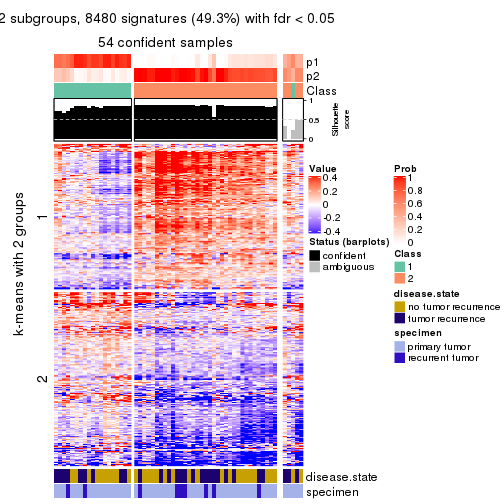 2 subgroups, 8480 signatures (49.3%) with fdr < 0.05
54 confident samples
p1
p2
Class
1
0.5
0
Silhouette
score
k-means with 2 groups
1
2
Value
0.4
0.2
0
-0.2
-0.4
Status (barplots)
confident
ambiguous
Prob
1
0.8
0.6
0.4
0.2
0
Class
1
2
disease.state
no tumor recurrence
tumor recurrence
specimen
primary tumor
recurrent tumor
disease.state
specimen